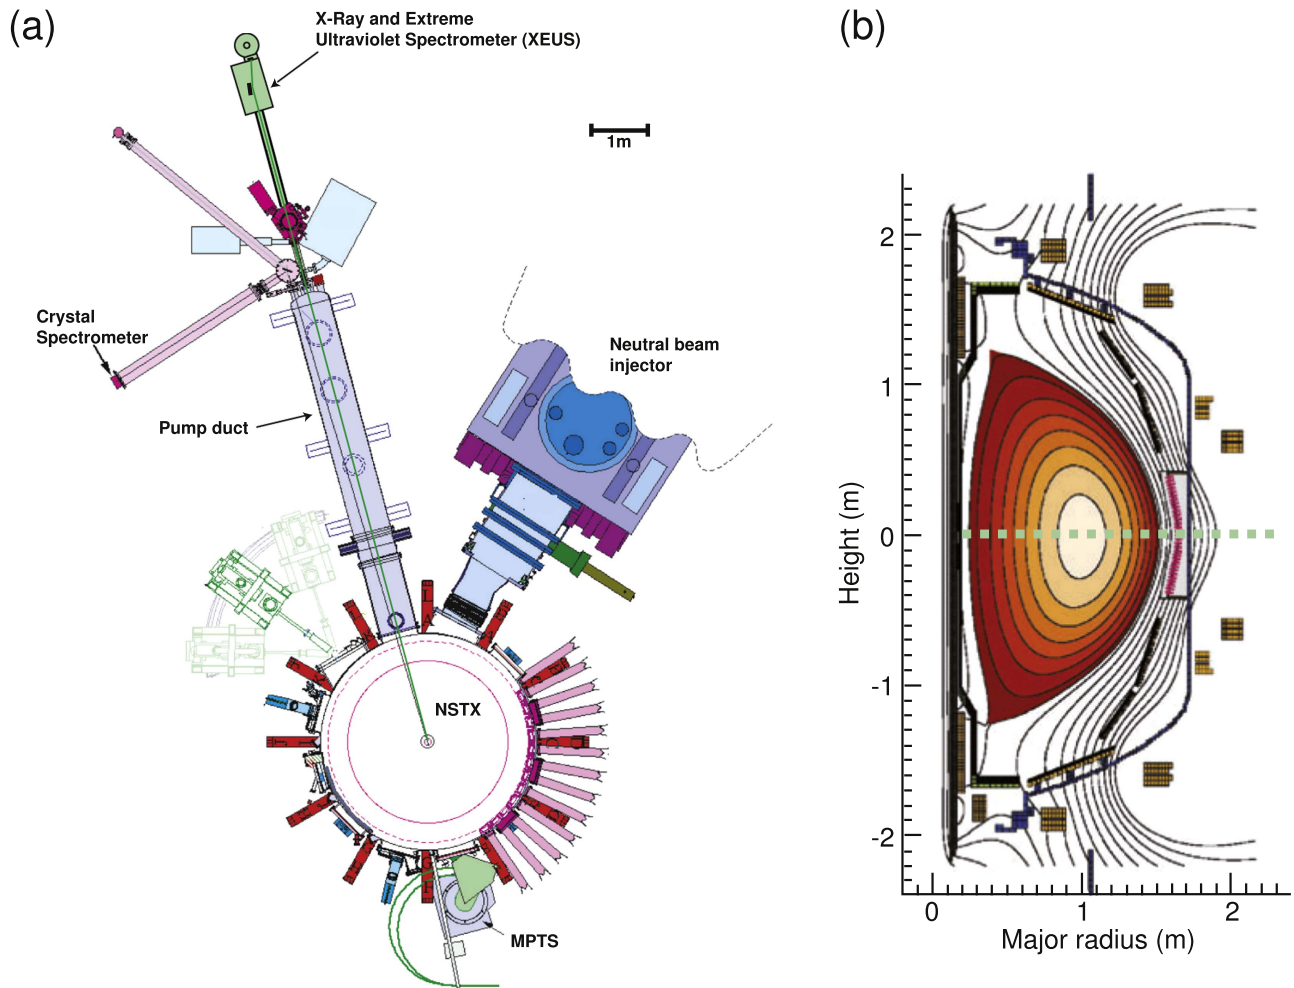 (a)
X-Ray and Extreme
Ultraviolet Spectrometer (XEUS)
1m
Crystal
Spectrometer
Pump duct
Neutral beam
injector
NSTX
MPTS
(b)
2
1
0
-1
-2
Height (m)
0
1
2
Major radius (m)